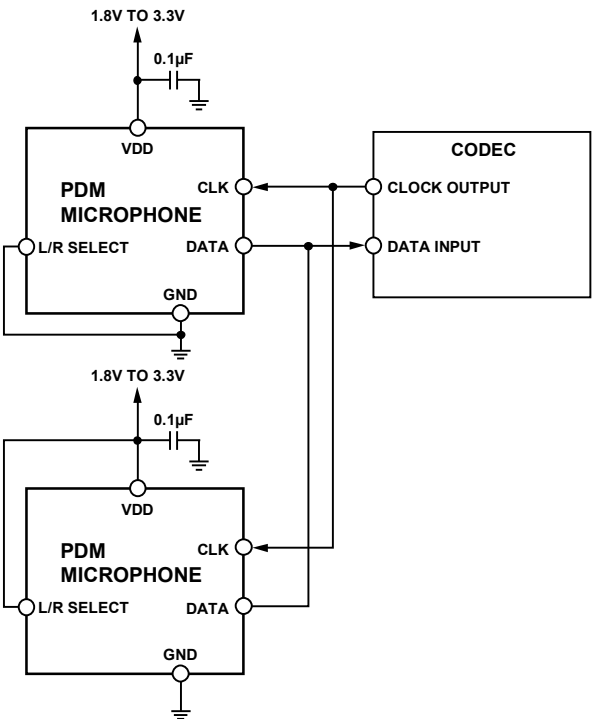 1.8V TO 3.3V
0.1µF
VDD
PDM
MICROPHONE
CLK
L/R SELECT
DATA
GND
CODEC
CLOCK OUTPUT
DATA INPUT
1.8V TO 3.3V
0.1µF
VDD
PDM
MICROPHONE
CLK
L/R SELECT
DATA
GND